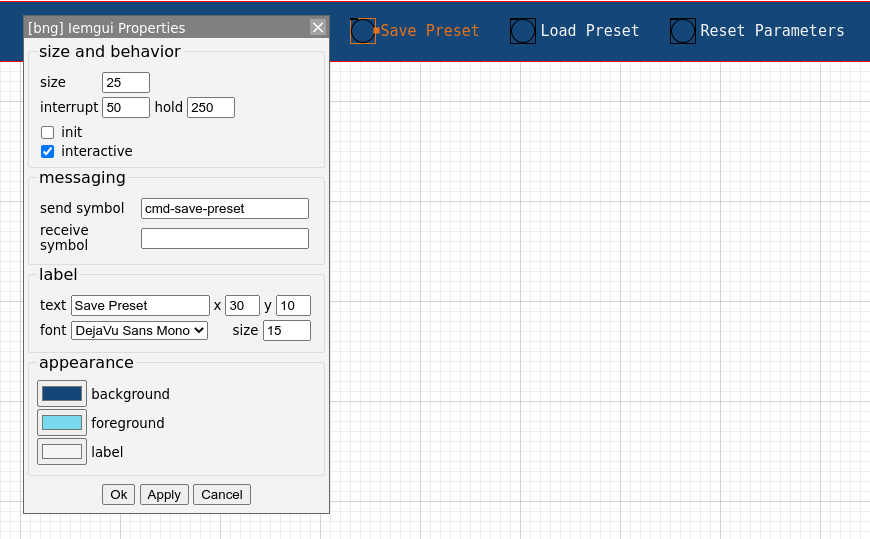 [bng] Iemgui Properties
Save Preset Load Preset Reset Parameters
size and behavior
size 25
interrupt 50 hold 250
init
interactive
messaging
send symbol cmd-save-preset
receive
symbol
label
text Save Preset x 30 y 10
font DejaVu Sans Mono size 15
appearance
background
foreground
label
Ok Apply Cancel